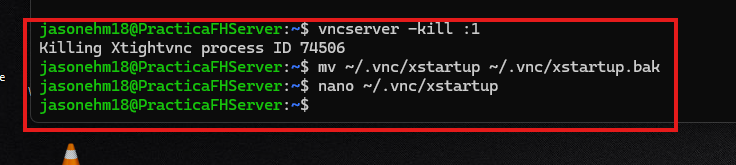 jasonehm18@PracticaFHServer:~$ vncserver -kill :1
Killing Xtightvnc process ID 74506
jasonehm18@PracticaFHServer:~$ mv ~/.vnc/xstartup ~/.vnc/xstartup.bak
jasonehm18@PracticaFHServer:~$ nano ~/.vnc/xstartup
e
jasonehm18@PracticaFHServer:~$